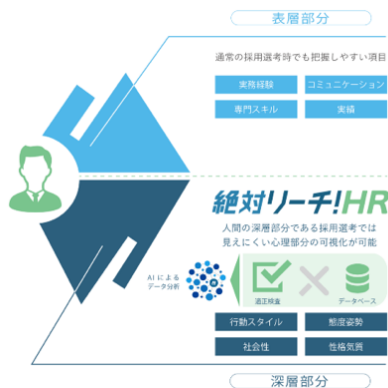 表層部分
通常の採用選考時でも把握しやすい項目
実務経験
コミュニケーション
専門スキル
実績
絶対リーチ!HR
人間の深層部分である採用選考では
見えにくい心理部分の可視化が可能
AIによる
データ分析
AI
適正検査
データベース
行動スタイル
態度姿勢
社会性
性格気質
深層部分